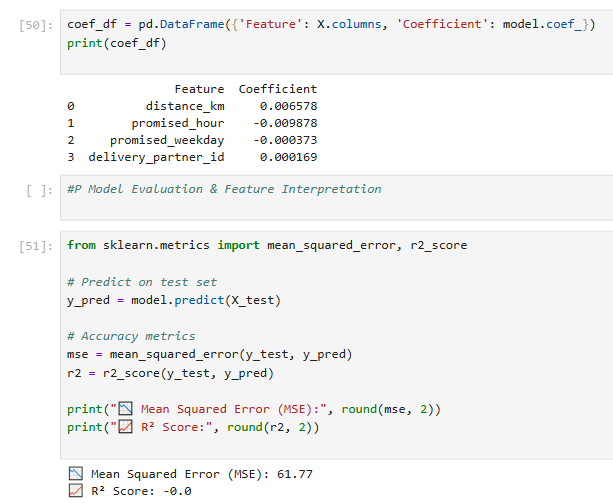 [50]: coef_df = pd.DataFrame({'Feature': X.columns, 'Coefficient': model.coef_})
print(coef_df)
Feature Coefficient
0 distance_km 0.006578
1 promised_hour -0.009878
2 promised_weekday -0.000373
3 delivery_partner_id 0.000169
[ ]: #P Model Evaluation & Feature Interpretation
[51]: from sklearn.metrics import mean_squared_error, r2_score
# Predict on test set
y_pred = model.predict(X_test)
# Accuracy metrics
mse = mean_squared_error(y_test, y_pred)
r2 = r2_score(y_test, y_pred)
print("📉 Mean Squared Error (MSE):", round(mse, 2))
print("📈 R² Score:", round(r2, 2))
📉 Mean Squared Error (MSE): 61.77
📈 R² Score: -0.0